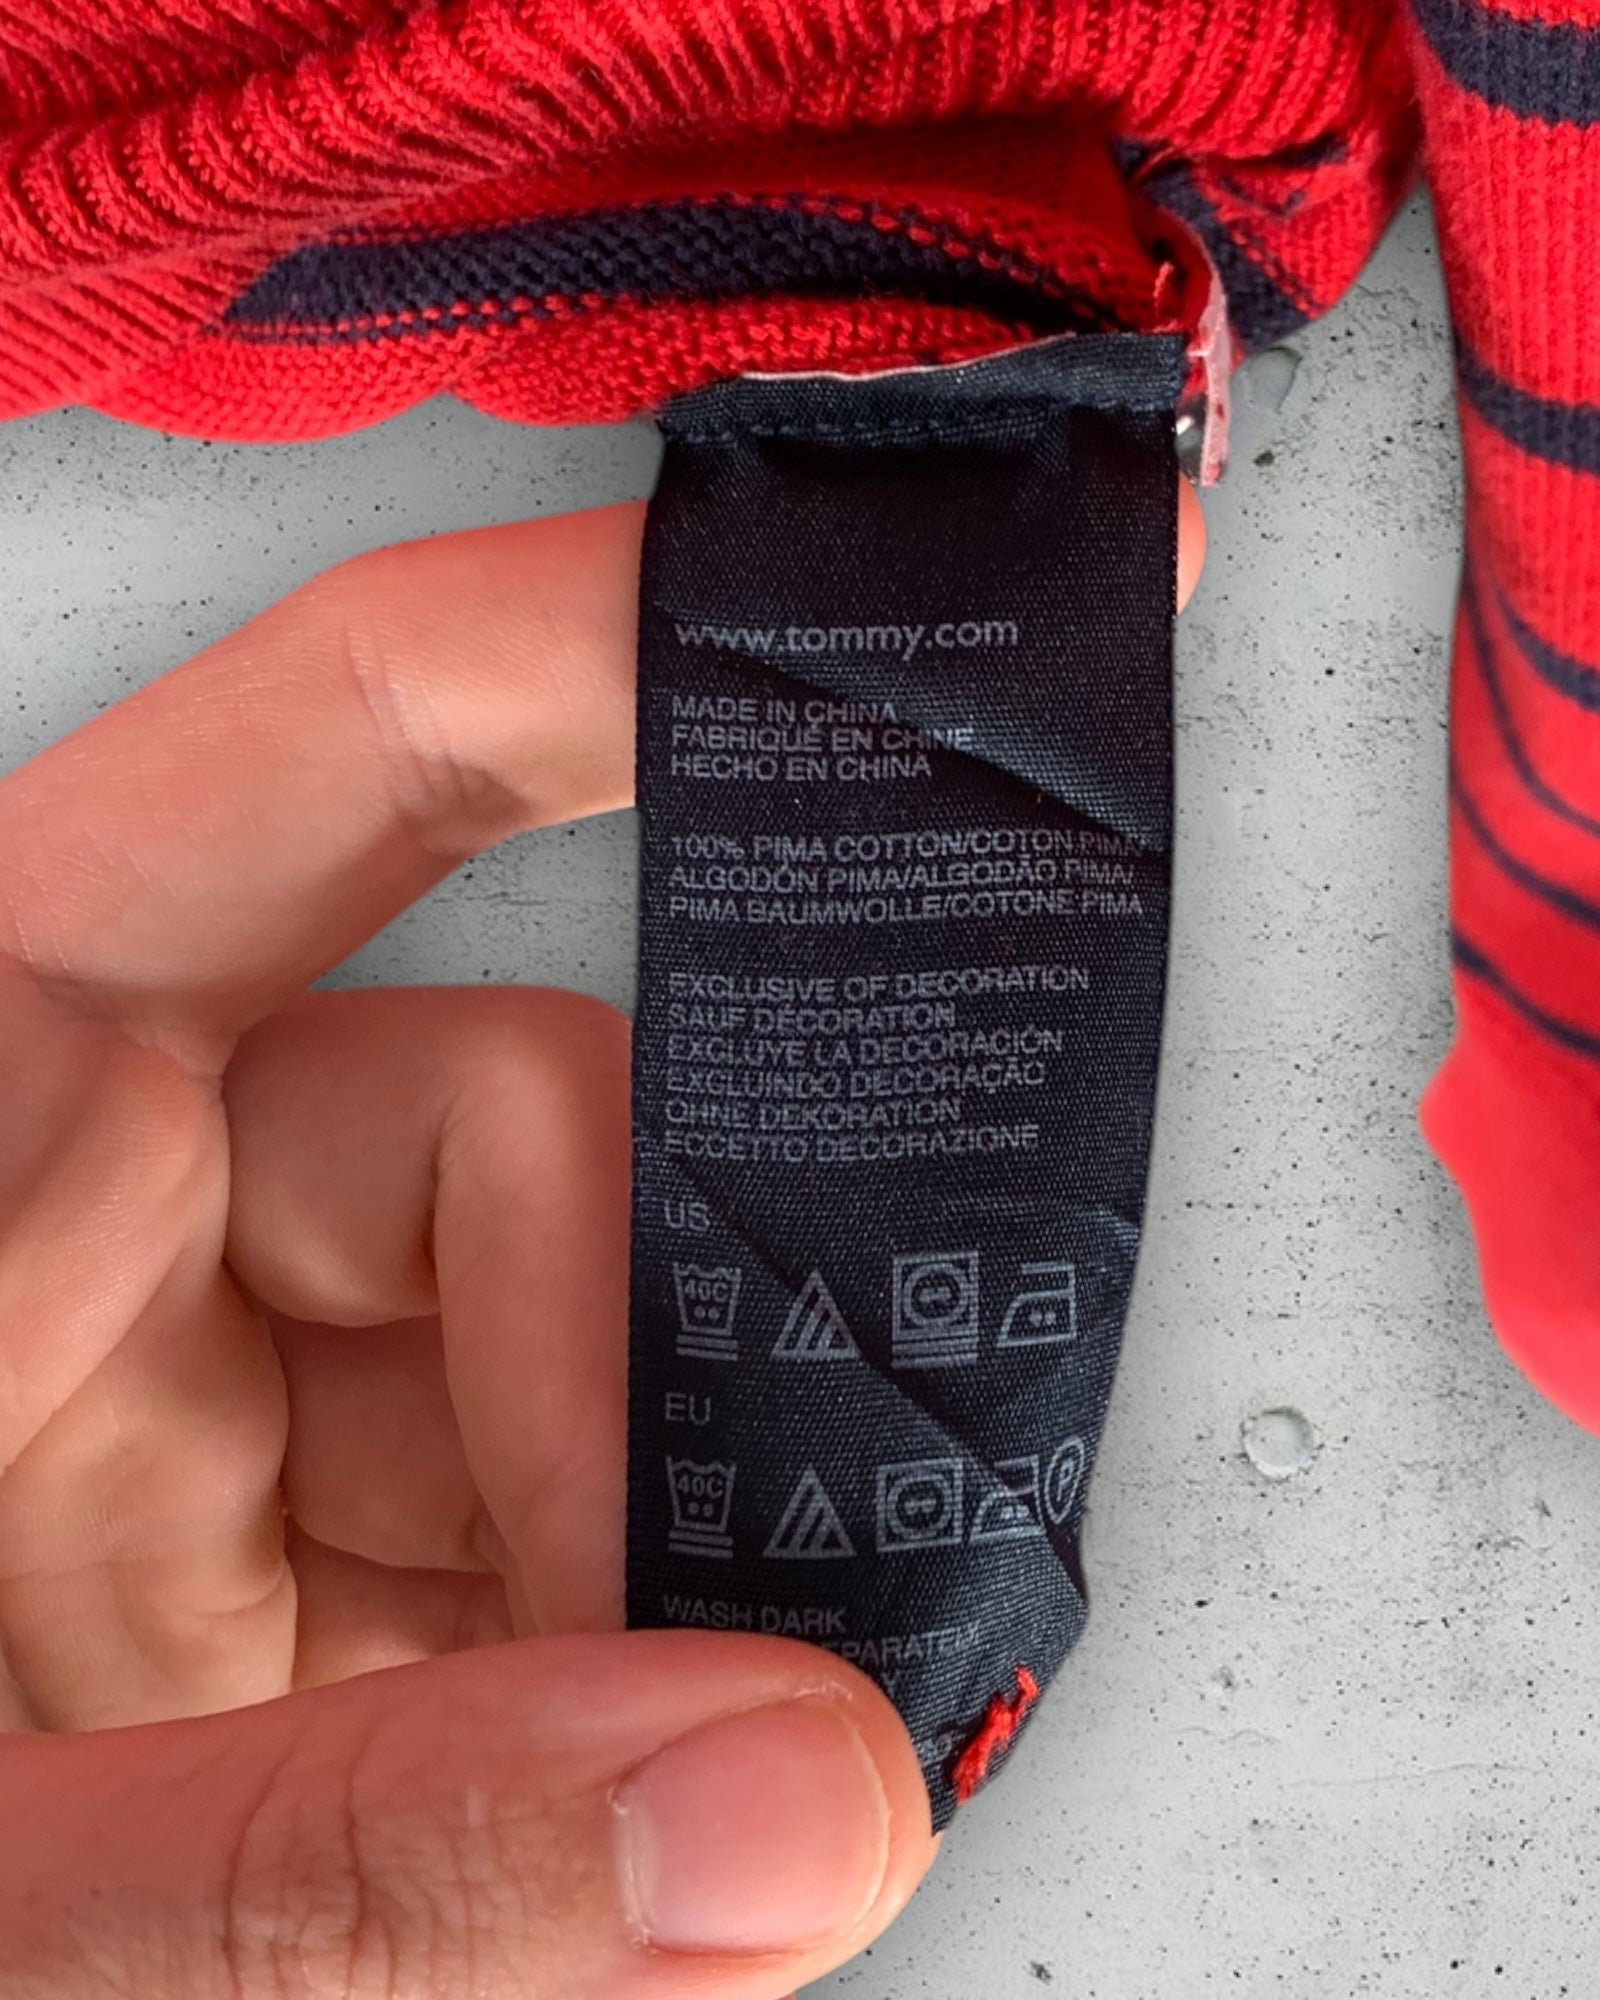 www.tommy.com
MADE IN CHINA
FABRIQUÉ EN CHINE
HECHO EN CHINA
100% PIMA COTTON/COTON PIMA
ALGODÓN PIMA/ALGODÃO PIMA/
PIMA BAUMWOLLE/COTONE PIMA
EXCLUSIVE OF DECORATION
SAUF DÉCORATION
EXCLUYE LA DECORACIÓN
EXCLUINDO DECORAÇÃO
OHNE DEKORATION
ECCETTO DECORAZIONE
US
40C
EU
40C
P
WASH DARK